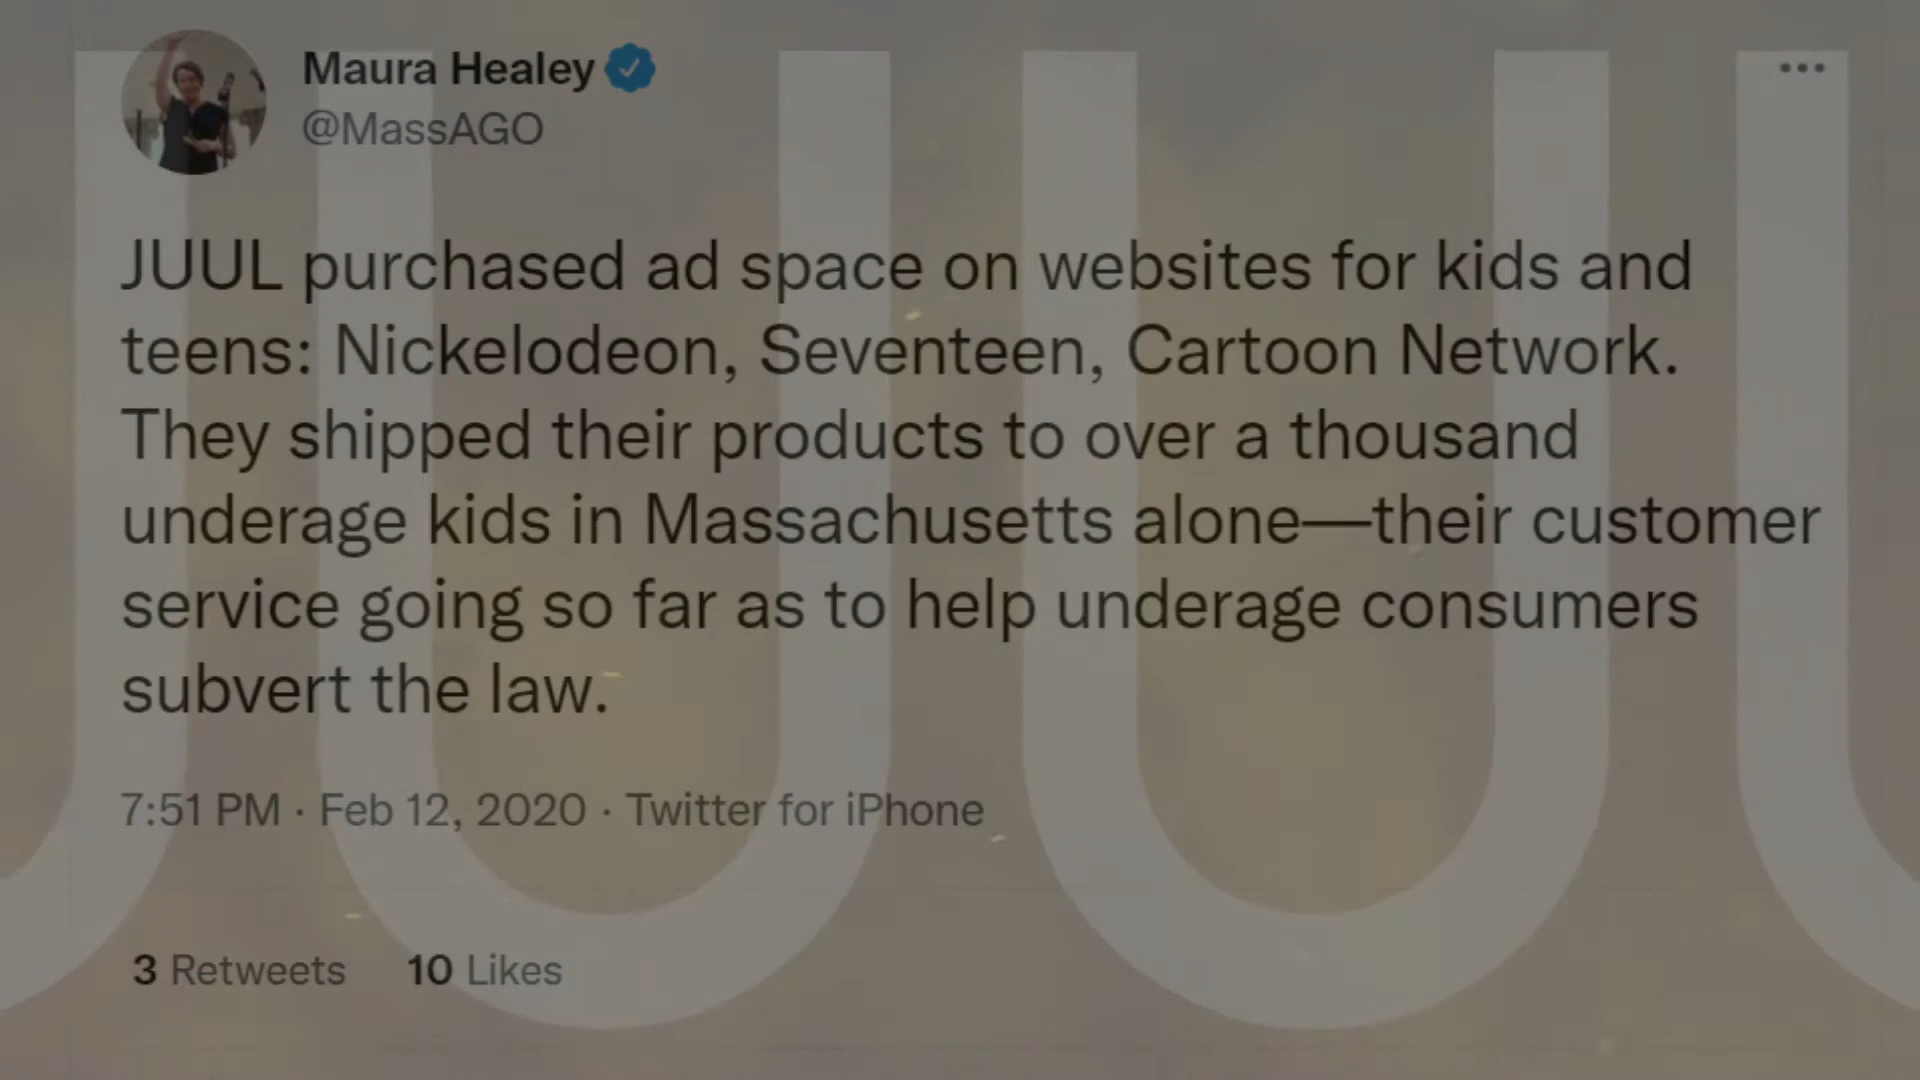 Maura Healey
@MassAGO
JUUL purchased ad space on websites for kids and
teens: Nickelodeon, Seventeen, Cartoon Network.
They shipped their products to over a thousand
underage kids in Massachusetts alone—their customer
service going so far as to help underage consumers
subvert the law.
7:51 PM · Feb 12, 2020 · Twitter for iPhone
3 Retweets 10 Likes